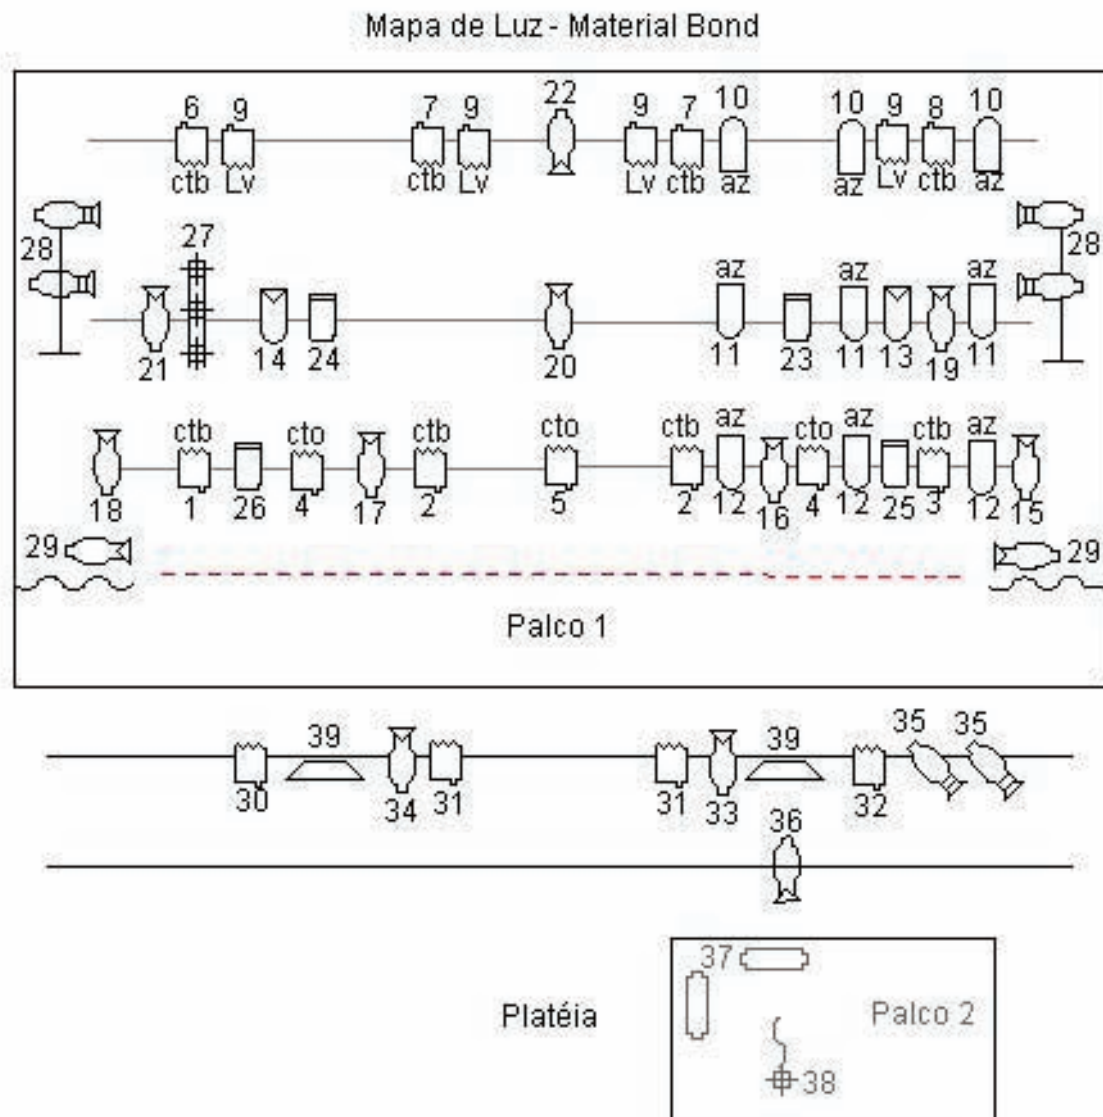 Mapa de Luz - Material Bond
6 9 7 9 22 9 7 10 10 9 8 10
ctb Lv ctb Lv Lv ctb az az Lv ctb az
28 27 28
az az az
21 14 24 20 11 23 11 13 19 11
ctb cto ctb cto ctb az cto az ctb az
18 1 26 4 17 2 5 2 12 16 4 12 25 3 12 15
29 29
Palco 1
39 39 35 35
30 34 31 31 33 32
36
37
Platéia Palco 2
38